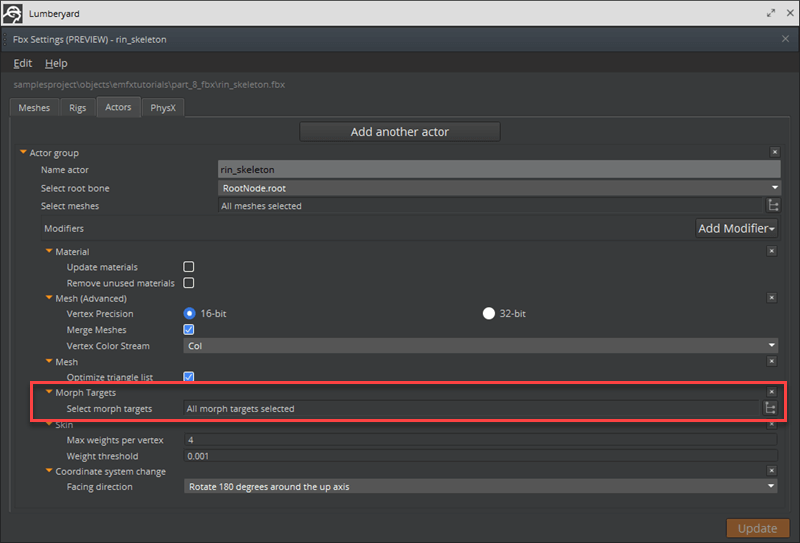 Lumberyard
Fbx Settings (PREVIEW) - rin_skeleton
Edit Help
samplesproject\objects\emfxtutorials\part_8_fbx\rin_skeleton.fbx
Meshes Rigs Actors PhysX
Add another actor
Actor group
Name actor rin_skeleton
Select root bone RootNode.root
Select meshes All meshes selected
Modifiers Add Modifier
Material
Update materials
Remove unused materials
Mesh (Advanced)
Vertex Precision 16-bit 32-bit
Merge Meshes
Vertex Color Stream Col
Mesh
Optimize triangle list
Morph Targets
Select morph targets All morph targets selected
Skin
Max weights per vertex 4
Weight threshold 0.001
Coordinate system change
Facing direction Rotate 180 degrees around the up axis
Update